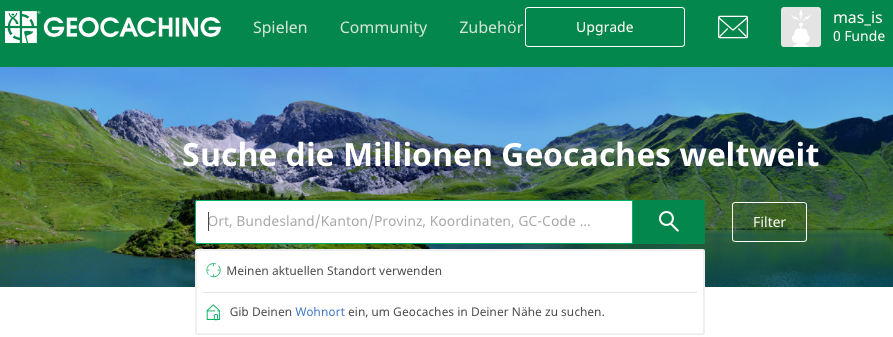 GEOCACHING
Spielen
Community
Zubehör
Upgrade
mas_is
0 Funde
Suche die Millionen Geocaches weltweit
Ort, Bundesland/Kanton/Provinz, Koordinaten, GC-Code ...
Filter
Meinen aktuellen Standort verwenden
Gib Deinen Wohnort ein, um Geocaches in Deiner Nähe zu suchen.